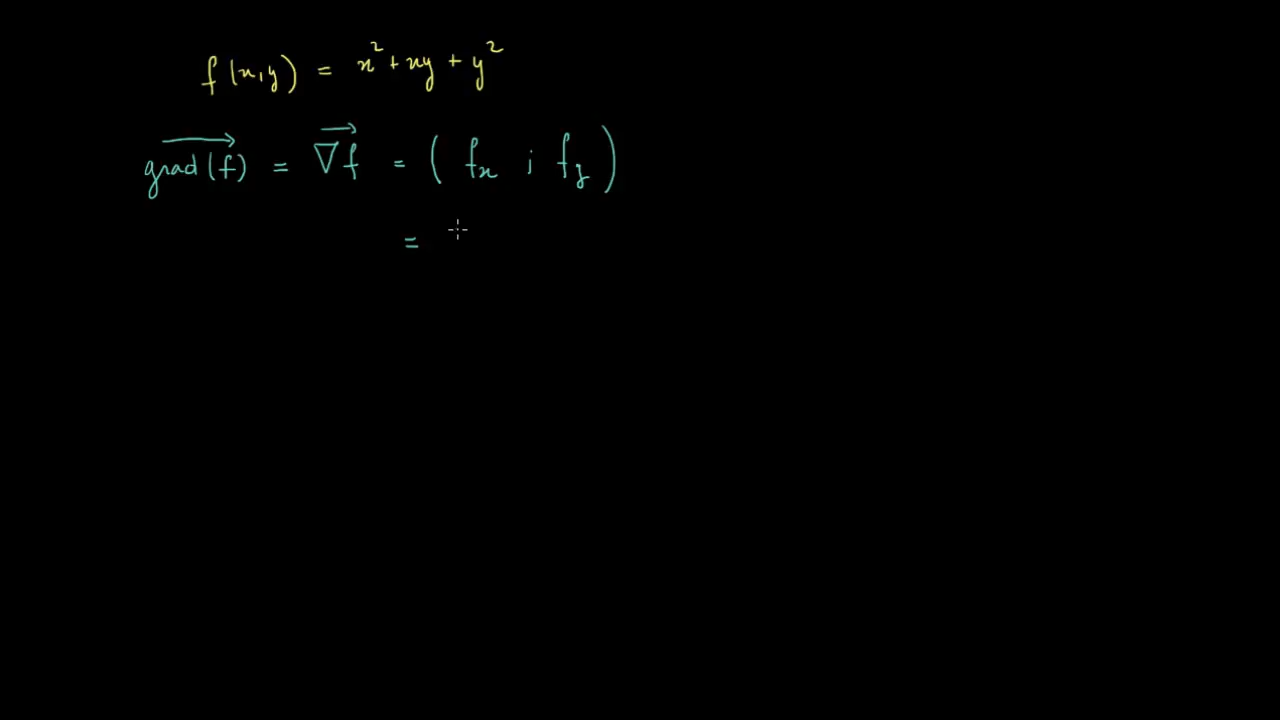 f(x,y) = x² + xy + y²
grad(f) = ∇f = ( fx ; fy )
=